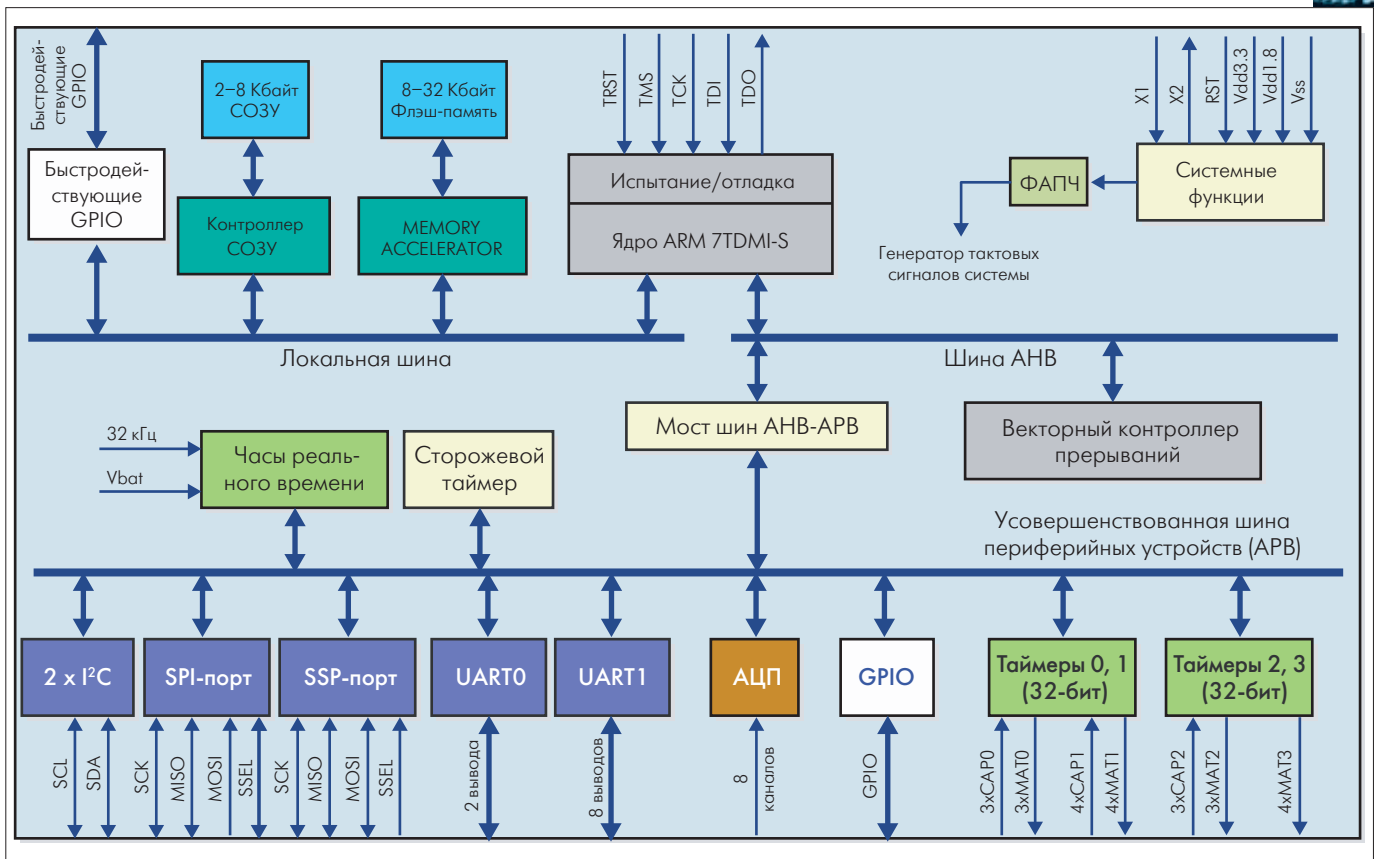 Быстродей-
ствующие
GPIO
2–8 Кбайт
СОЗУ
8–32 Кбайт
Флэш-память
TRST
TMS
TCK
TDI
TDO
X1
X2
RST
Vdd3.3
Vdd1.8
Vss
Быстродей-
ствующие
GPIO
Контроллер
СОЗУ
MEMORY
ACCELERATOR
Испытание/отладка
Ядро ARM 7TDMI-S
ФАПЧ
Системные
функции
Генератор тактовых
сигналов системы
Локальная шина
Шина AHB
32 кГц
Vbat
Часы реаль-
ного времени
Сторожевой
таймер
Мост шин AHB-APB
Векторный контроллер
прерываний
Усовершенствованная шина
периферийных устройств (APB)
2 x I²C
SPI-порт
SSP-порт
UART0
UART1
АЦП
GPIO
Таймеры 0, 1
(32-бит)
Таймеры 2, 3
(32-бит)
SCL
SDA
SCK
MISO
MOSI
SSEL
SCK
MISO
MOSI
SSEL
2 вывода
8 выводов
8
каналов
GPIO
3xCAP0
3xMAT0
4xCAP1
4xMAT1
3xCAP2
3xMAT2
4xMAT3